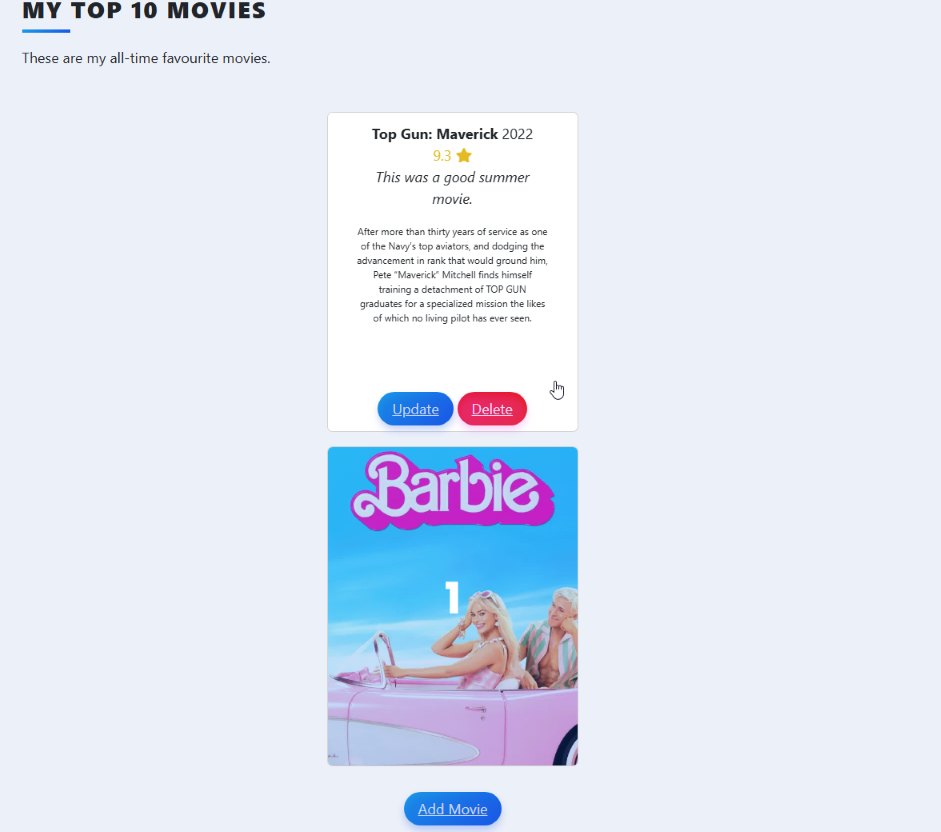 MY TOP 10 MOVIES
These are my all-time favourite movies.
Top Gun: Maverick 2022
9.3
This was a good summer
movie.
After more than thirty years of service as one
of the Navy's top aviators, and dodging the
advancement in rank that would ground him,
Pete “Maverick” Mitchell finds himself
training a detachment of TOP GUN
graduates for a specialized mission the likes
of which no living pilot has ever seen.
Update Delete
Barbie
1
Add Movie